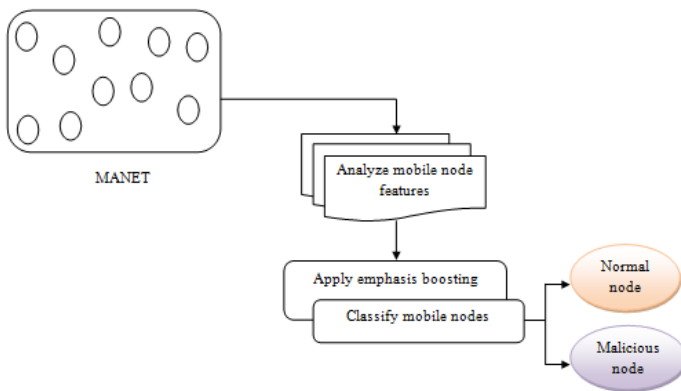 MANET
Analyze mobile node
features
Apply emphasis boosting
Classify mobile nodes
Normal
node
Malicious
node